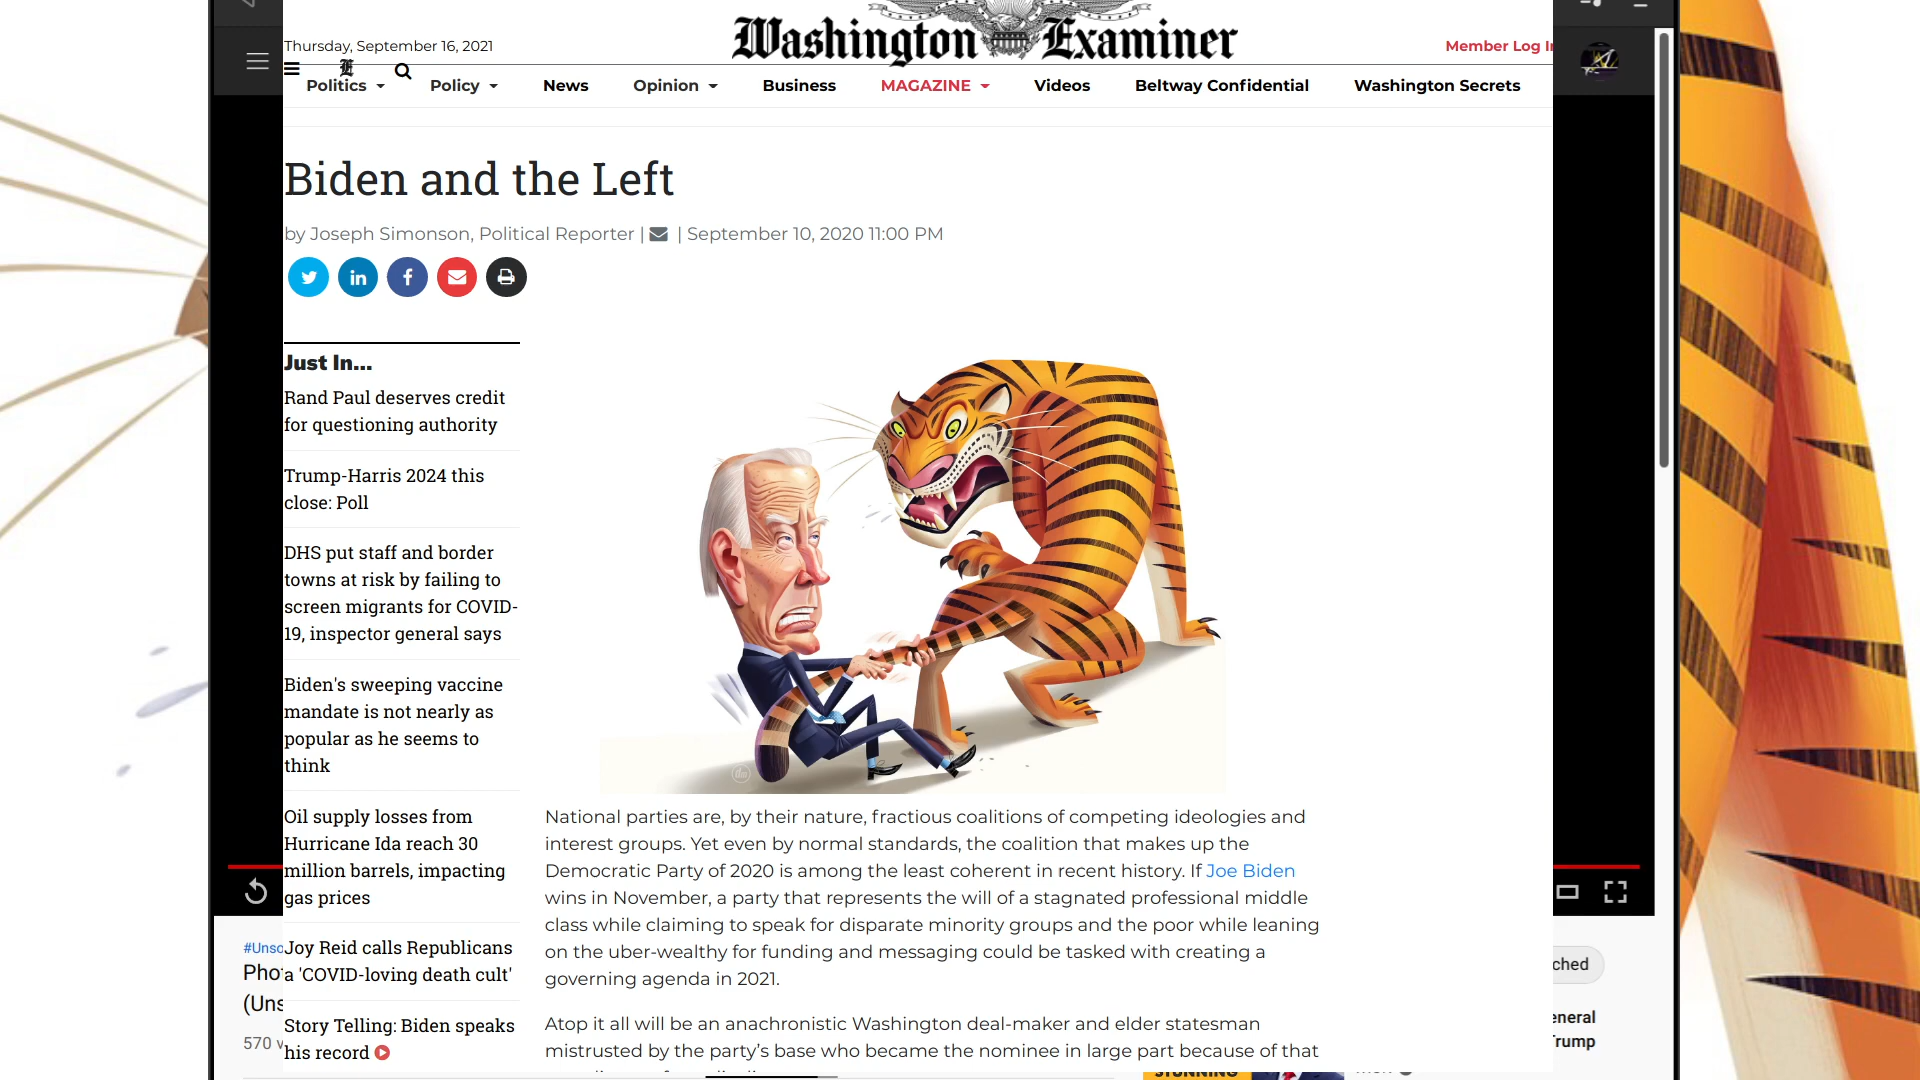 Washington Examiner
Thursday, September 16, 2021
Member Log In
E
Politics
Policy
News
Opinion
Business
MAGAZINE
Videos
Beltway Confidential
Washington Secrets
Biden and the Left
by Joseph Simonson, Political Reporter | | September 10, 2020 11:00 PM
Just In...
Rand Paul deserves credit
for questioning authority
Trump-Harris 2024 this
close: Poll
DHS put staff and border
towns at risk by failing to
screen migrants for COVID-
19, inspector general says
Biden's sweeping vaccine
mandate is not nearly as
popular as he seems to
think
Oil supply losses from
Hurricane Ida reach 30
million barrels, impacting
gas prices
Joy Reid calls Republicans
a 'COVID-loving death cult'
Story Telling: Biden speaks
his record
National parties are, by their nature, fractious coalitions of competing ideologies and
interest groups. Yet even by normal standards, the coalition that makes up the
Democratic Party of 2020 is among the least coherent in recent history. If Joe Biden
wins in November, a party that represents the will of a stagnated professional middle
class while claiming to speak for disparate minority groups and the poor while leaning
on the uber-wealthy for funding and messaging could be tasked with creating a
governing agenda in 2021.
Atop it all will be an anachronistic Washington deal-maker and elder statesman
mistrusted by the party's base who became the nominee in large part because of that
#Unsc
Pho
(Uns
570 v
ched
eneral
Trump
STUNNING